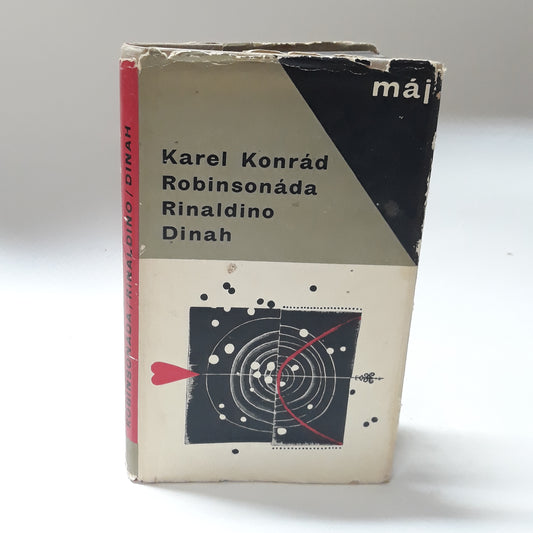 máj
Karel Konrád
Robinsonáda
Rinaldino
Dinah
ROBINSONÁDA / RINALDINO / DINAH